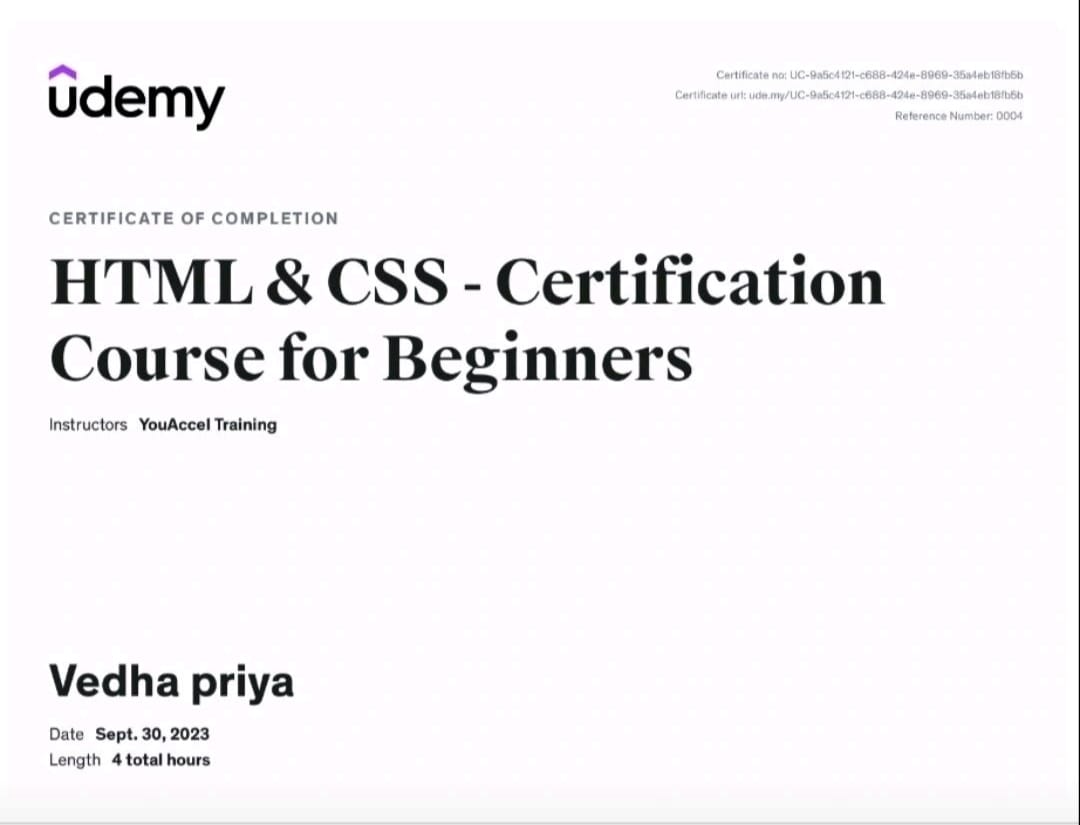 udemy
Certificate no: UC-9a5c4121-c688-424e-8969-35a4eb18fb5b
Certificate url: ude.my/UC-9a5c4121-c688-424e-8969-35a4eb18fb5b
Reference Number: 0004
CERTIFICATE OF COMPLETION
HTML & CSS - Certification
Course for Beginners
Instructors YouAccel Training
Vedha priya
Date Sept. 30, 2023
Length 4 total hours